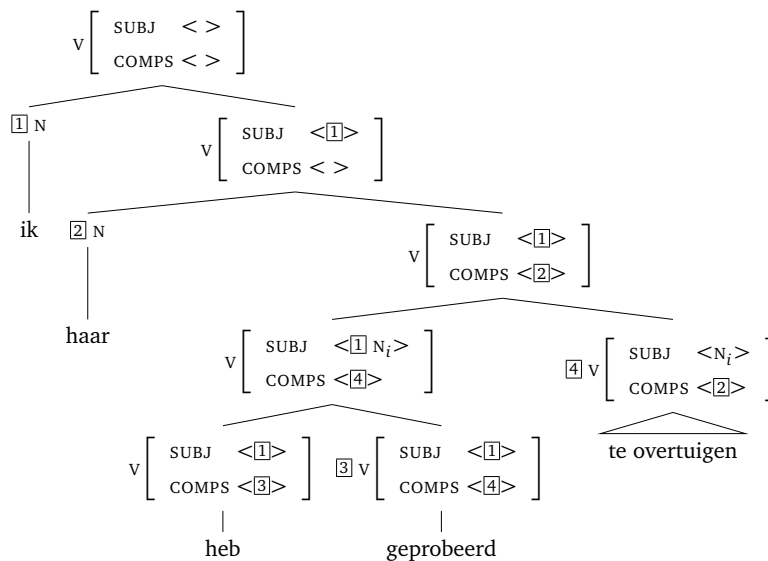 V [ SUBJ < >
COMPS < > ]
1 N
V [ SUBJ <1>
COMPS < > ]
ik
2 N
V [ SUBJ <1>
COMPS <2> ]
haar
V [ SUBJ <1 Nᵢ>
COMPS <4> ]
4 V [ SUBJ <Nᵢ>
COMPS <2> ]
te overtuigen
V [ SUBJ <1>
COMPS <3> ]
3 V [ SUBJ <1>
COMPS <4> ]
heb
geprobeerd